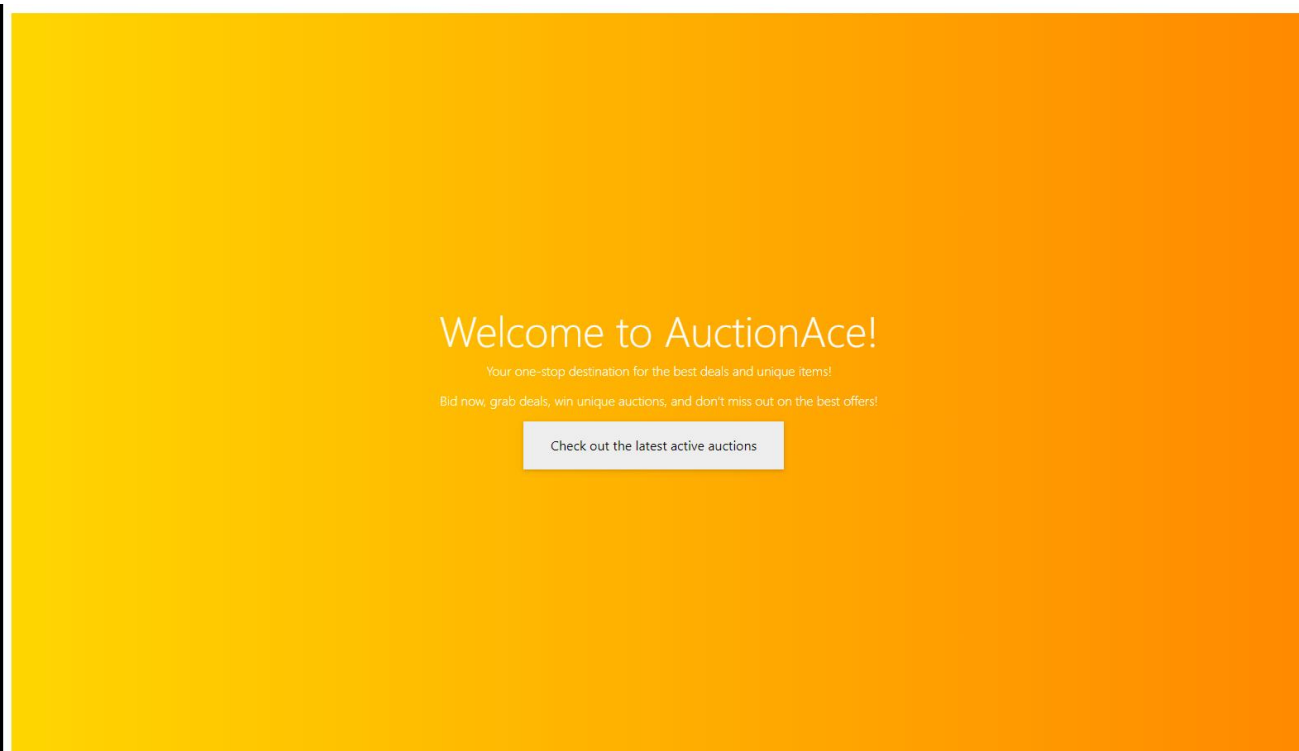 Welcome to AuctionAce!
Your one-stop destination for the best deals and unique items!
Bid now, grab deals, win unique auctions, and don't miss out on the best offers!
Check out the latest active auctions